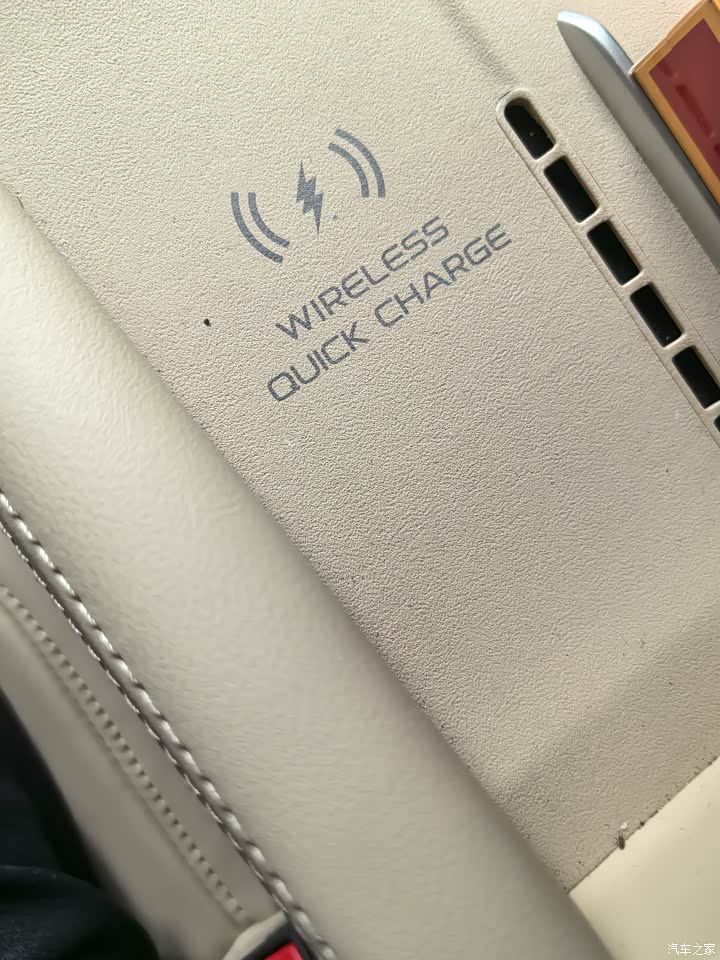 WIRELESS
QUICK CHARGE
汽车之家